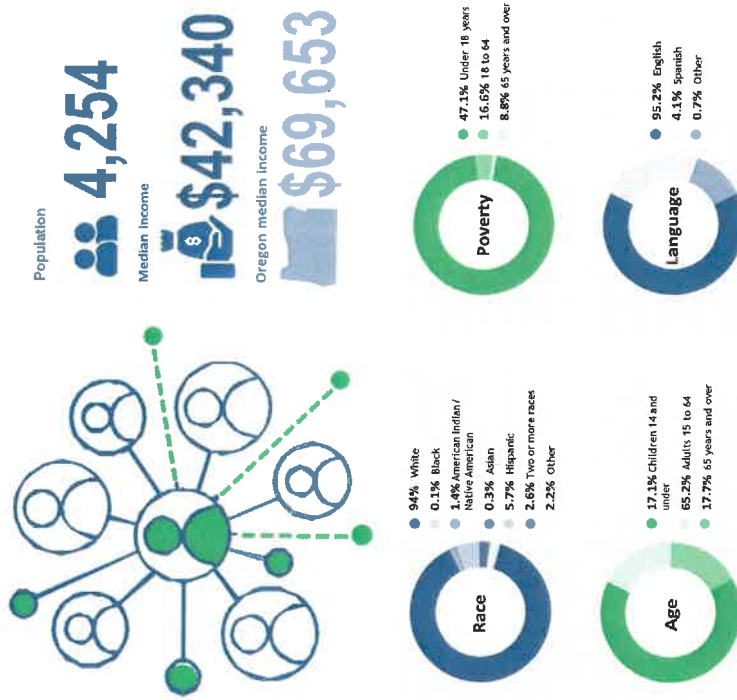 Population
4,254
Median Income
$
$42,340
Oregon median income
$69,653
Race
94% White
0.1% Black
1.4% American Indian /
Native American
0.3% Asian
5.7% Hispanic
2.6% Two or more races
2.2% Other
Poverty
47.1% Under 18 years
16.6% 18 to 64
8.8% 65 years and over
Age
17.1% Children 14 and
under
65.2% Adults 15 to 64
17.7% 65 years and over
Language
95.2% English
4.1% Spanish
0.7% Other